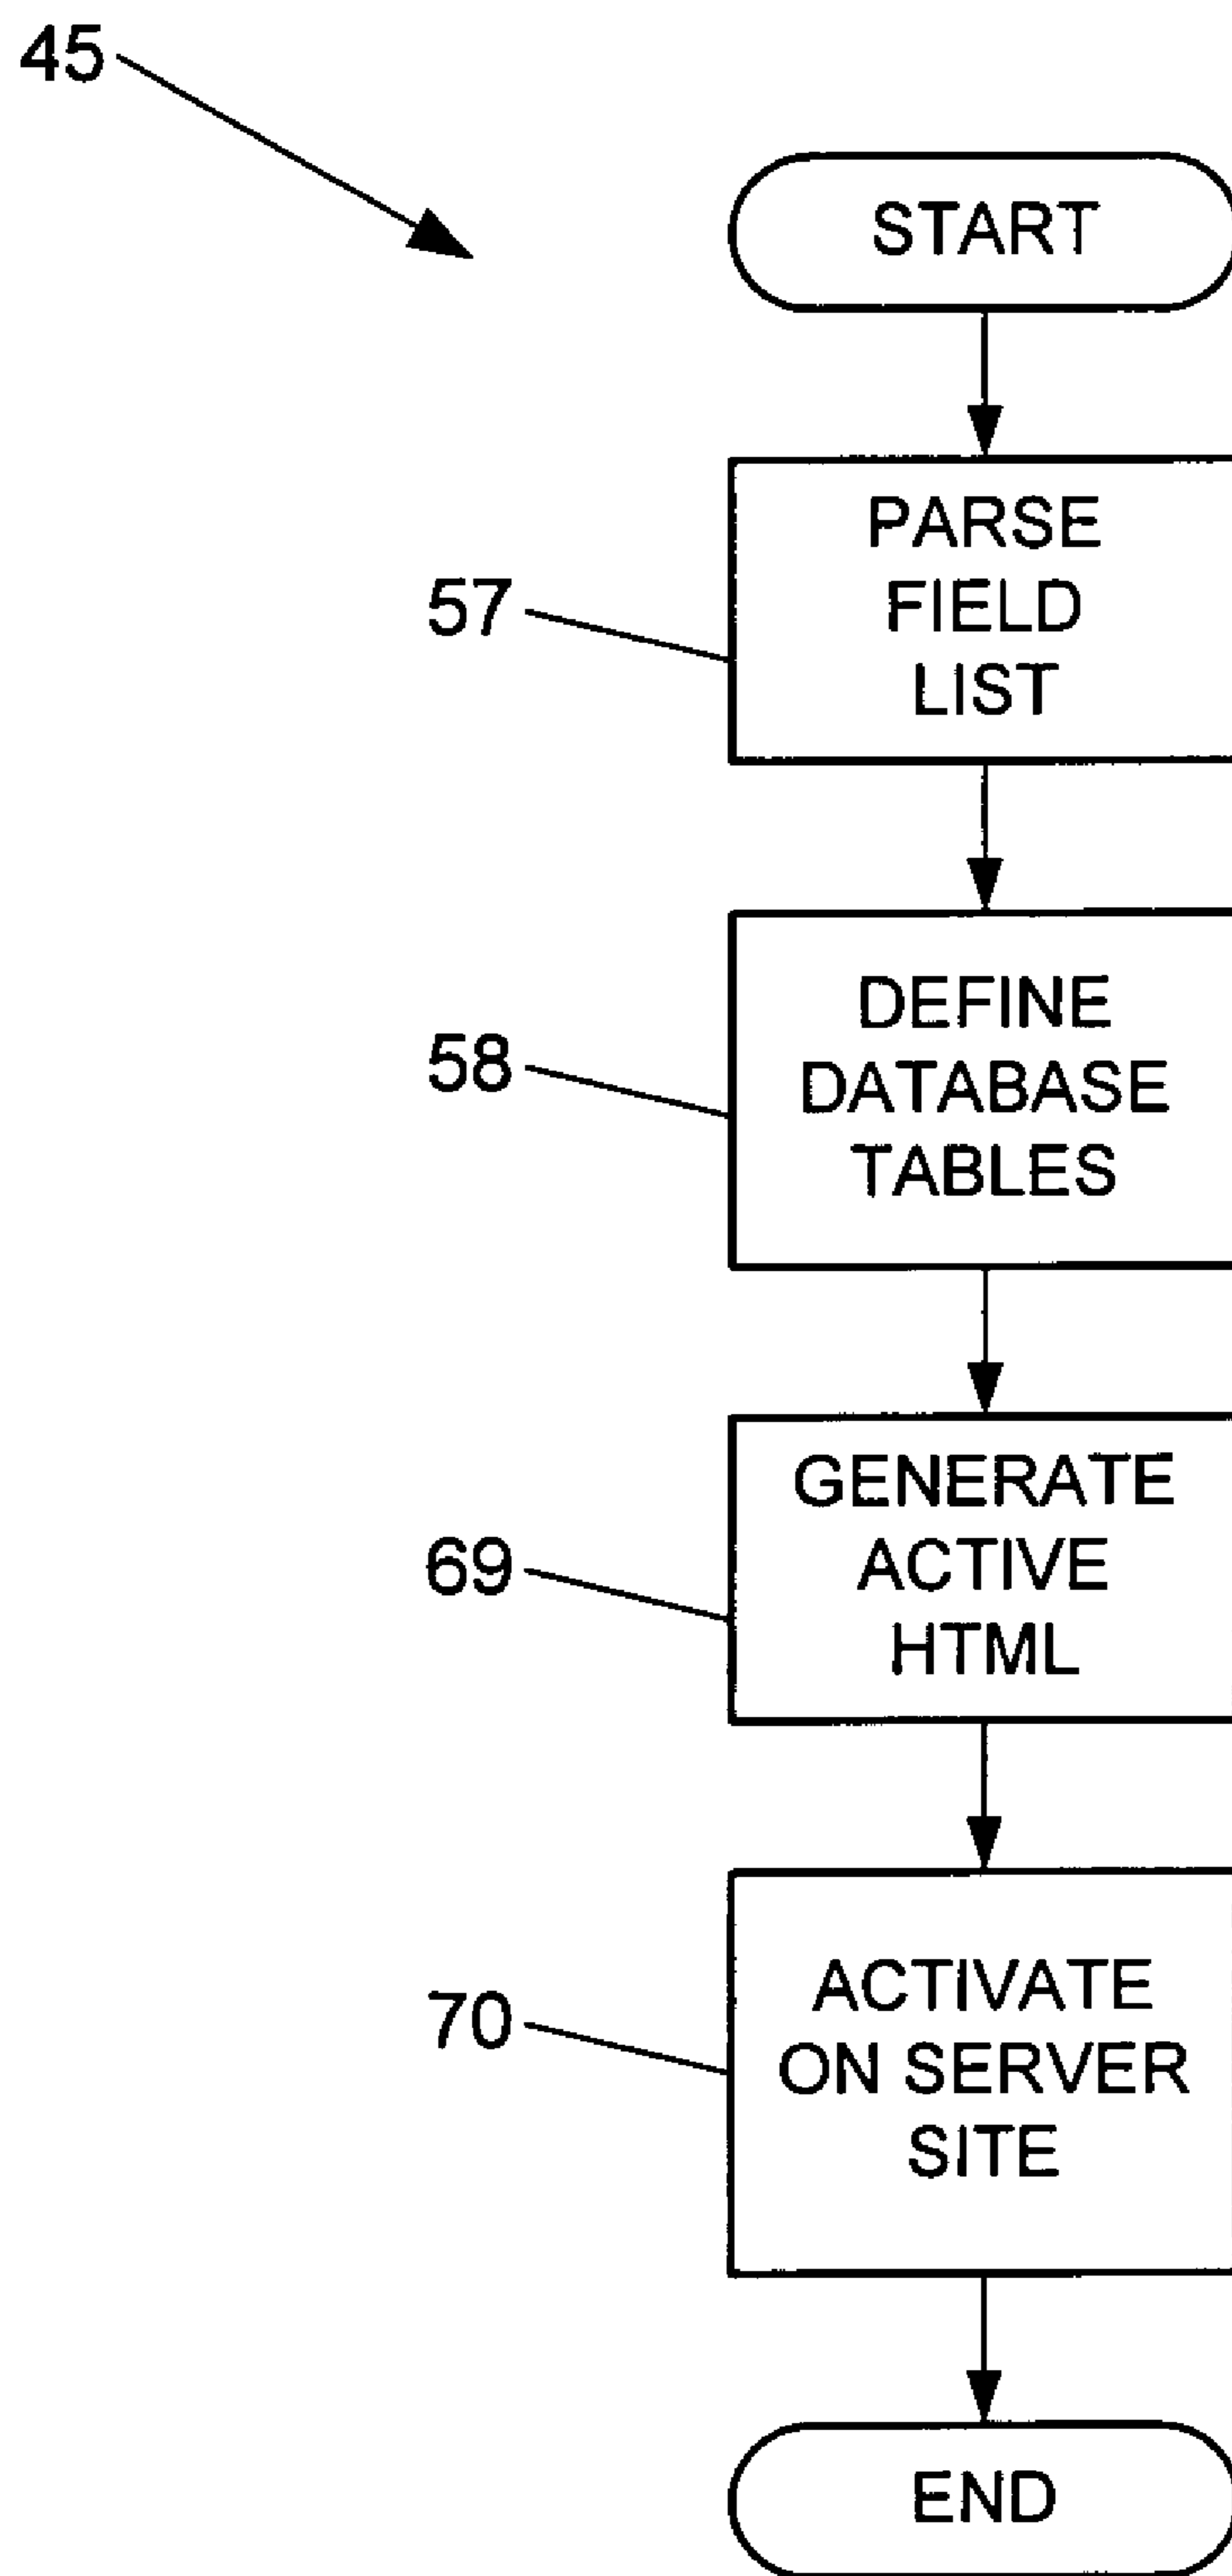 45
START
57
PARSE
FIELD
LIST
58
DEFINE
DATABASE
TABLES
69
GENERATE
ACTIVE
HTML
70
ACTIVATE
ON SERVER
SITE
END